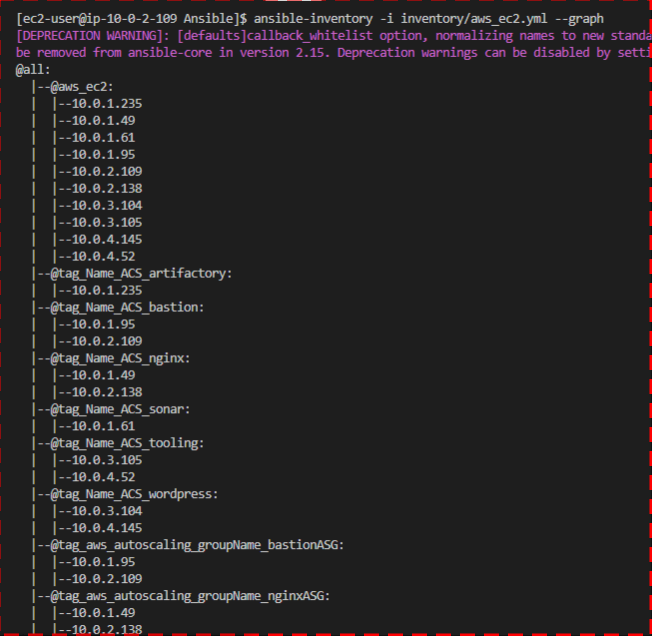 [ec2-user@ip-10-0-2-109 Ansible]$ ansible-inventory -i inventory/aws_ec2.yml --graph
[DEPRECATION WARNING]: [defaults]callback_whitelist option, normalizing names to new standa
be removed from ansible-core in version 2.15. Deprecation warnings can be disabled by setti
@all:
  |--@aws_ec2:
  |  |--10.0.1.235
  |  |--10.0.1.49
  |  |--10.0.1.61
  |  |--10.0.1.95
  |  |--10.0.2.109
  |  |--10.0.2.138
  |  |--10.0.3.104
  |  |--10.0.3.105
  |  |--10.0.4.145
  |  |--10.0.4.52
  |--@tag_Name_ACS_artifactory:
  |  |--10.0.1.235
  |--@tag_Name_ACS_bastion:
  |  |--10.0.1.95
  |  |--10.0.2.109
  |--@tag_Name_ACS_nginx:
  |  |--10.0.1.49
  |  |--10.0.2.138
  |--@tag_Name_ACS_sonar:
  |  |--10.0.1.61
  |--@tag_Name_ACS_tooling:
  |  |--10.0.3.105
  |  |--10.0.4.52
  |--@tag_Name_ACS_wordpress:
  |  |--10.0.3.104
  |  |--10.0.4.145
  |--@tag_aws_autoscaling_groupName_bastionASG:
  |  |--10.0.1.95
  |  |--10.0.2.109
  |--@tag_aws_autoscaling_groupName_nginxASG:
  |  |--10.0.1.49
  |  |--10.0.2.138